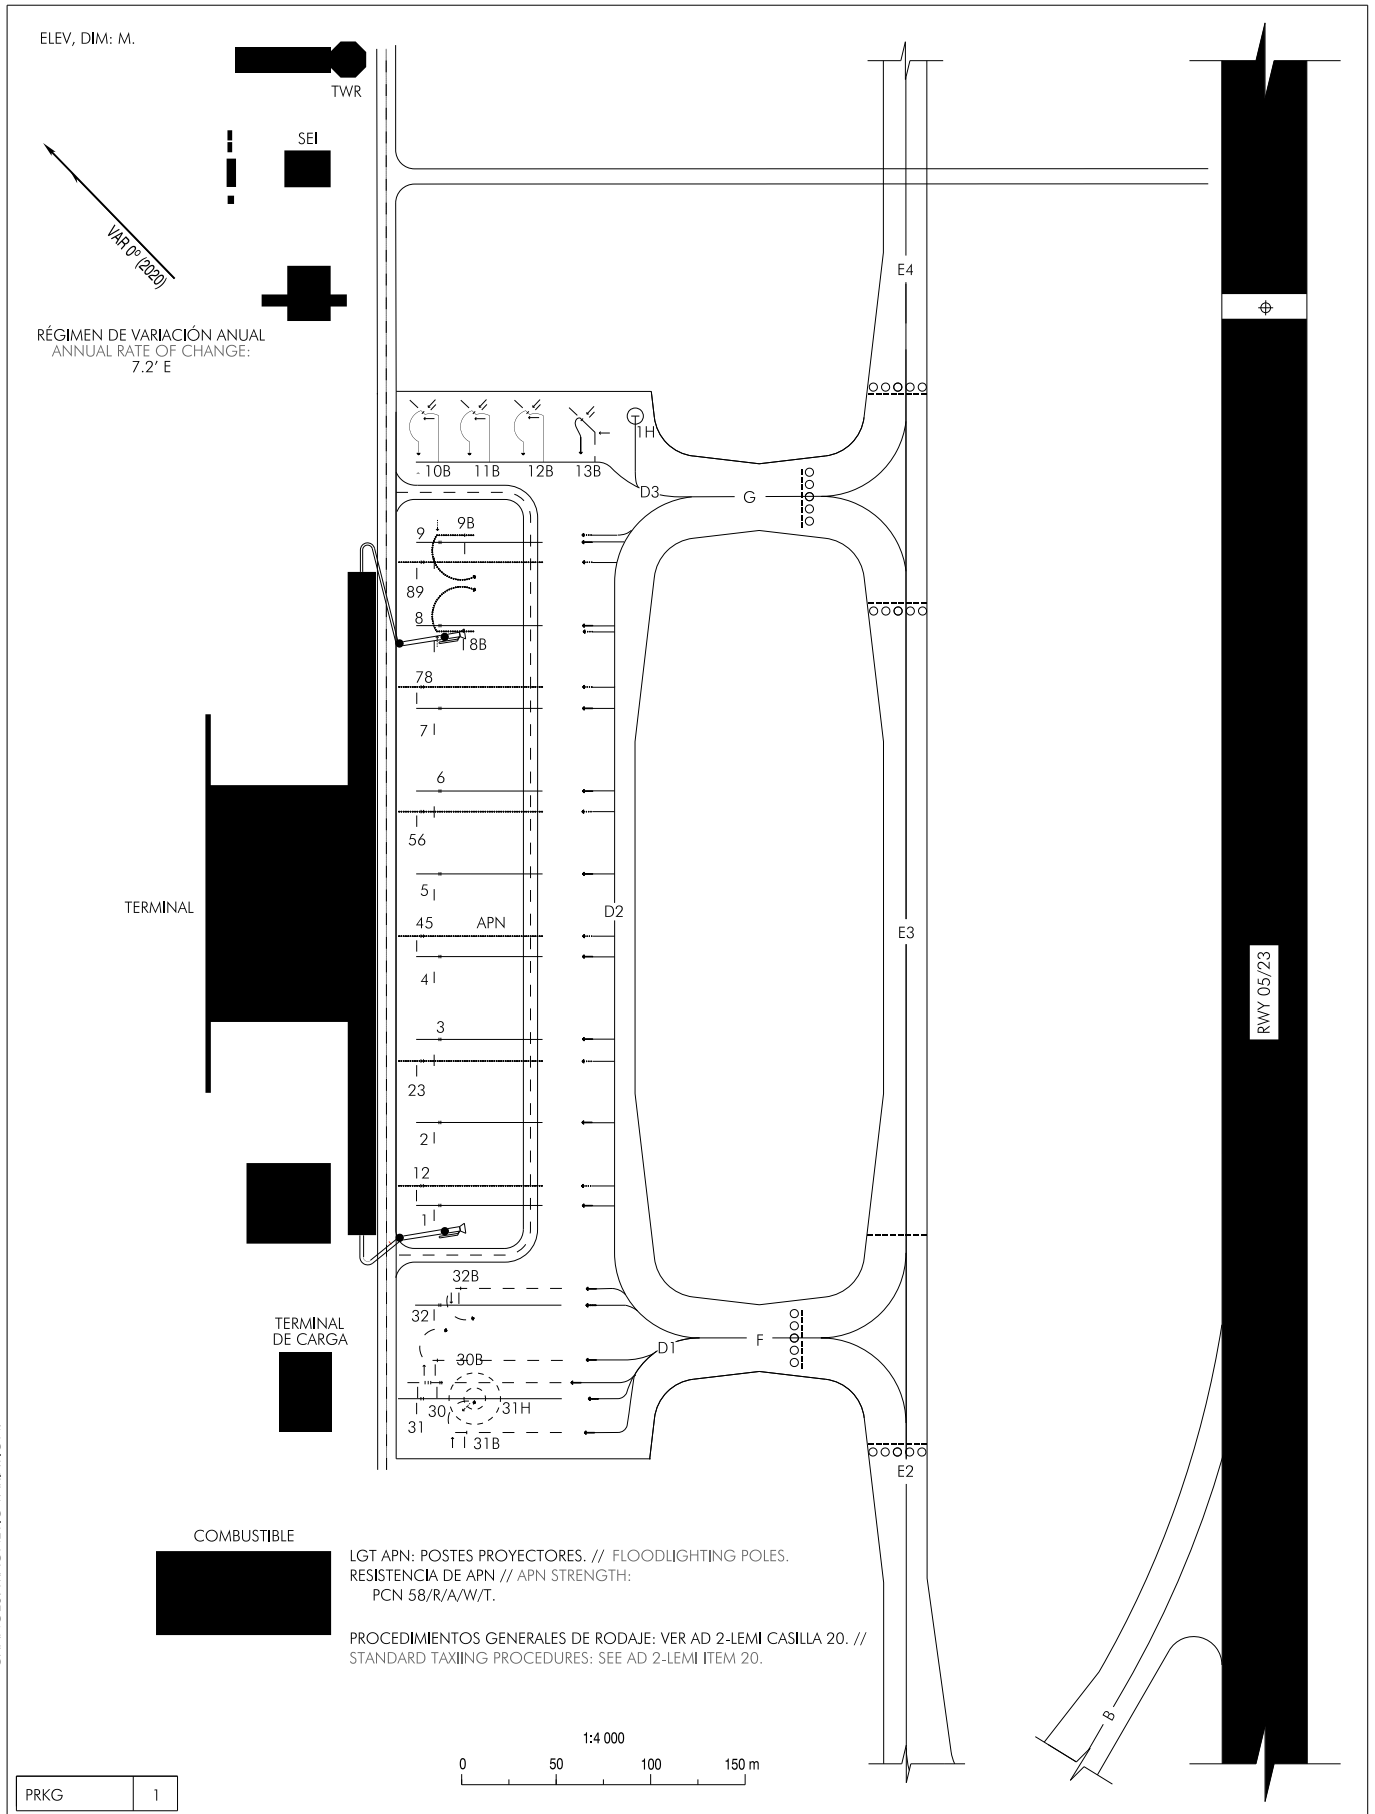 ELEV, DIM: M.
TWR
SEI
VAR 0º (2020)
RÉGIMEN DE VARIACIÓN ANUAL
ANNUAL RATE OF CHANGE:
7.2' E
E4
10B 11B 12B 13B 1H
D3
G
9 9B
89
8
8B
78
7
6
56
5
TERMINAL
45 APN
D2
E3
RWY 05/23
4
3
23
2
12
1
32B
32
TERMINAL
DE CARGA
D1
F
30B
30
31H
31
31B
E2
COMBUSTIBLE
LGT APN: POSTES PROYECTORES. // FLOODLIGHTING POLES.
RESISTENCIA DE APN // APN STRENGTH:
PCN 58/R/A/W/T.
PROCEDIMIENTOS GENERALES DE RODAJE: VER AD 2-LEMI CASILLA 20. //
STANDARD TAXIING PROCEDURES: SEE AD 2-LEMI ITEM 20.
B
1:4 000
0 50 100 150 m
PRKG 1